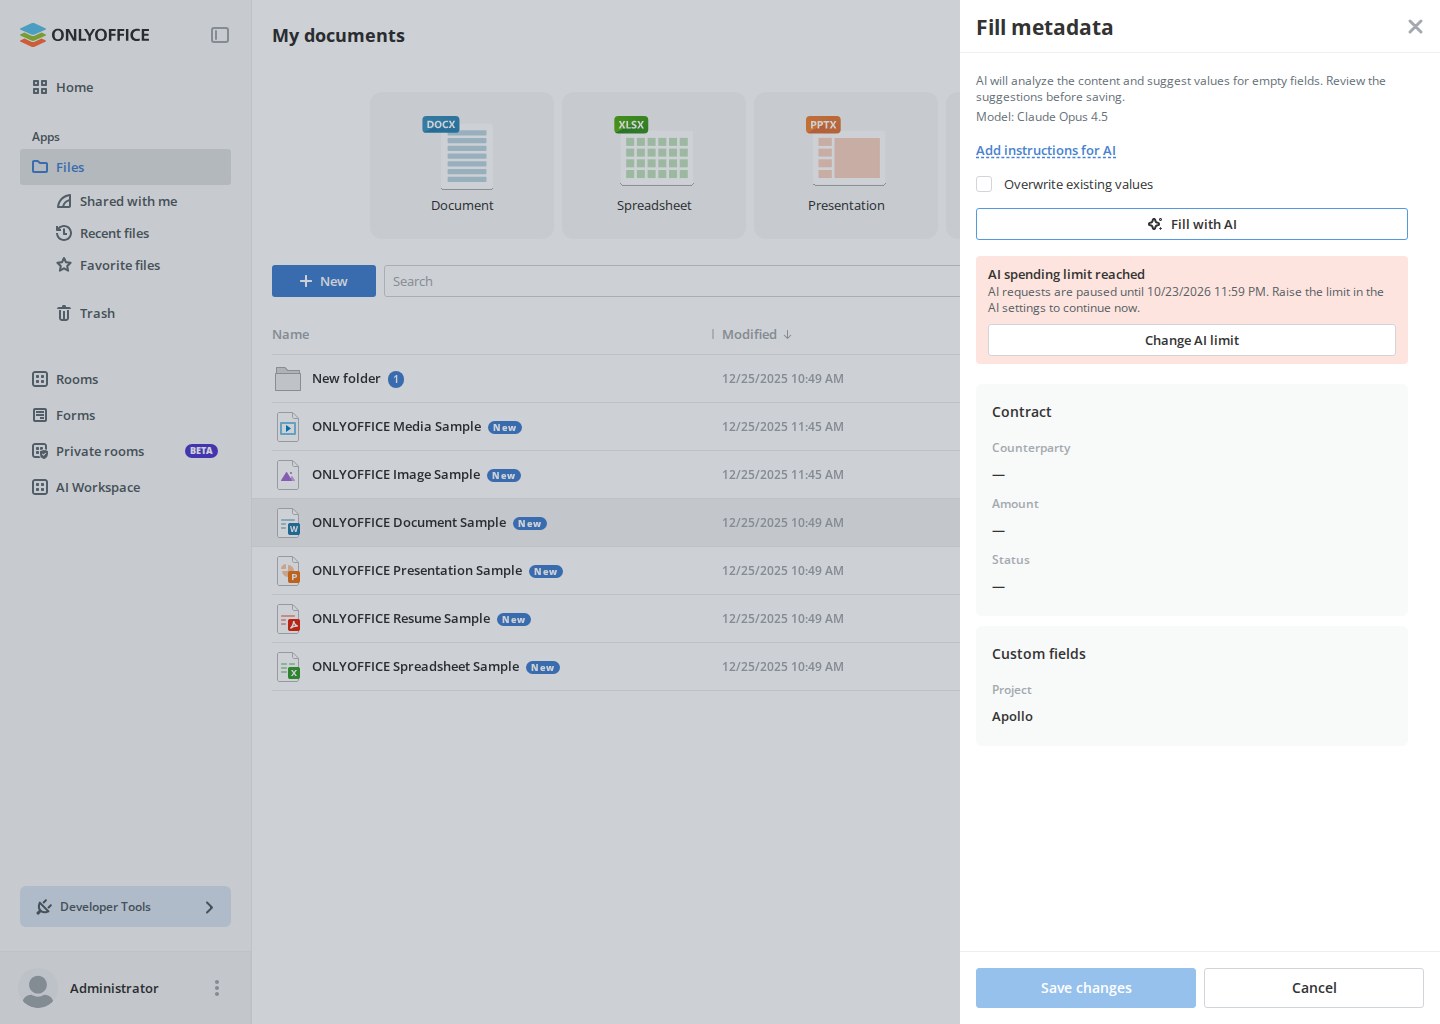 ONLYOFFICE
Home
Apps
Files
Shared with me
Recent files
Favorite files
Trash
Rooms
Forms
Private rooms BETA
AI Workspace
Developer Tools
Administrator
My documents
DOCX
Document
XLSX
Spreadsheet
PPTX
Presentation
New
Search
Name Modified
New folder 1 12/25/2025 10:49 AM
ONLYOFFICE Media Sample New 12/25/2025 11:45 AM
ONLYOFFICE Image Sample New 12/25/2025 11:45 AM
W
ONLYOFFICE Document Sample New 12/25/2025 10:49 AM
P
ONLYOFFICE Presentation Sample New 12/25/2025 10:49 AM
ONLYOFFICE Resume Sample New 12/25/2025 10:49 AM
X
ONLYOFFICE Spreadsheet Sample New 12/25/2025 10:49 AM
Fill metadata
AI will analyze the content and suggest values for empty fields. Review the
suggestions before saving.
Model: Claude Opus 4.5
Add instructions for AI
Overwrite existing values
Fill with AI
AI spending limit reached
AI requests are paused until 10/23/2026 11:59 PM. Raise the limit in the
AI settings to continue now.
Change AI limit
Contract
Counterparty
—
Amount
—
Status
—
Custom fields
Project
Apollo
Save changes
Cancel